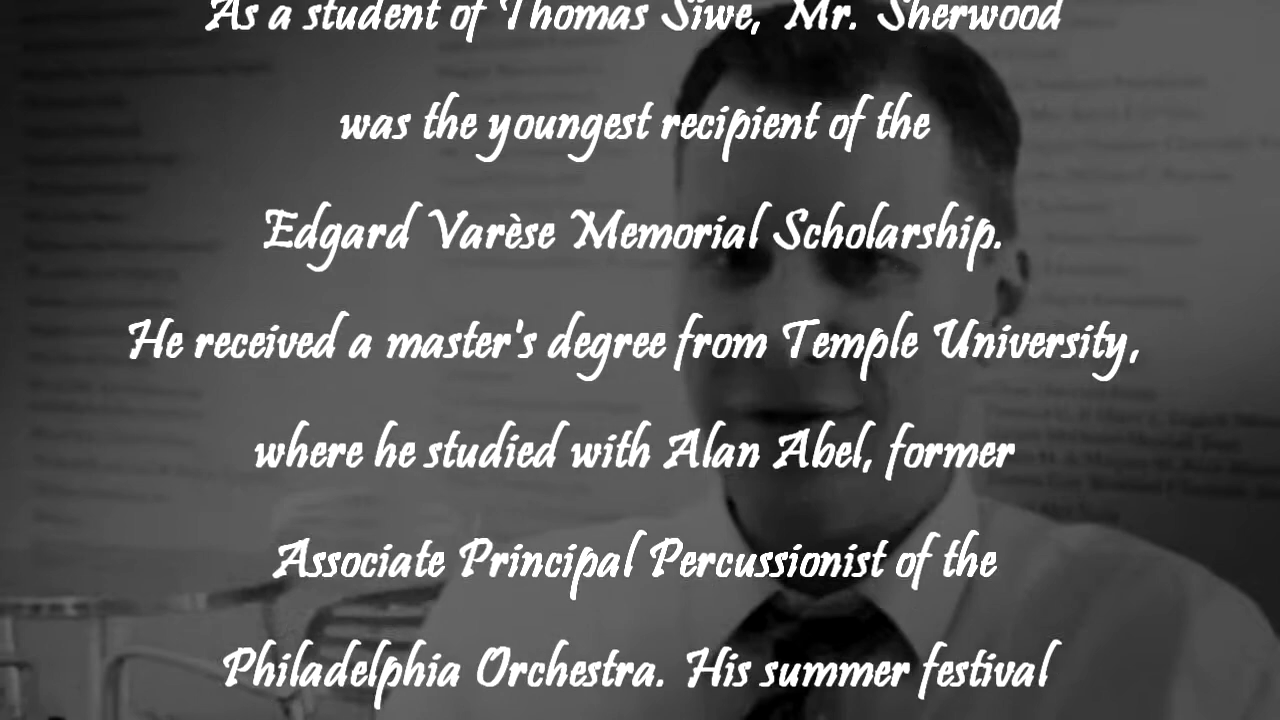 As a student of Thomas Siwe, Mr. Sherwood
was the youngest recipient of the
Edgard Varèse Memorial Scholarship.
He received a master's degree from Temple University,
where he studied with Alan Abel, former
Associate Principal Percussionist of the
Philadelphia Orchestra. His summer festival